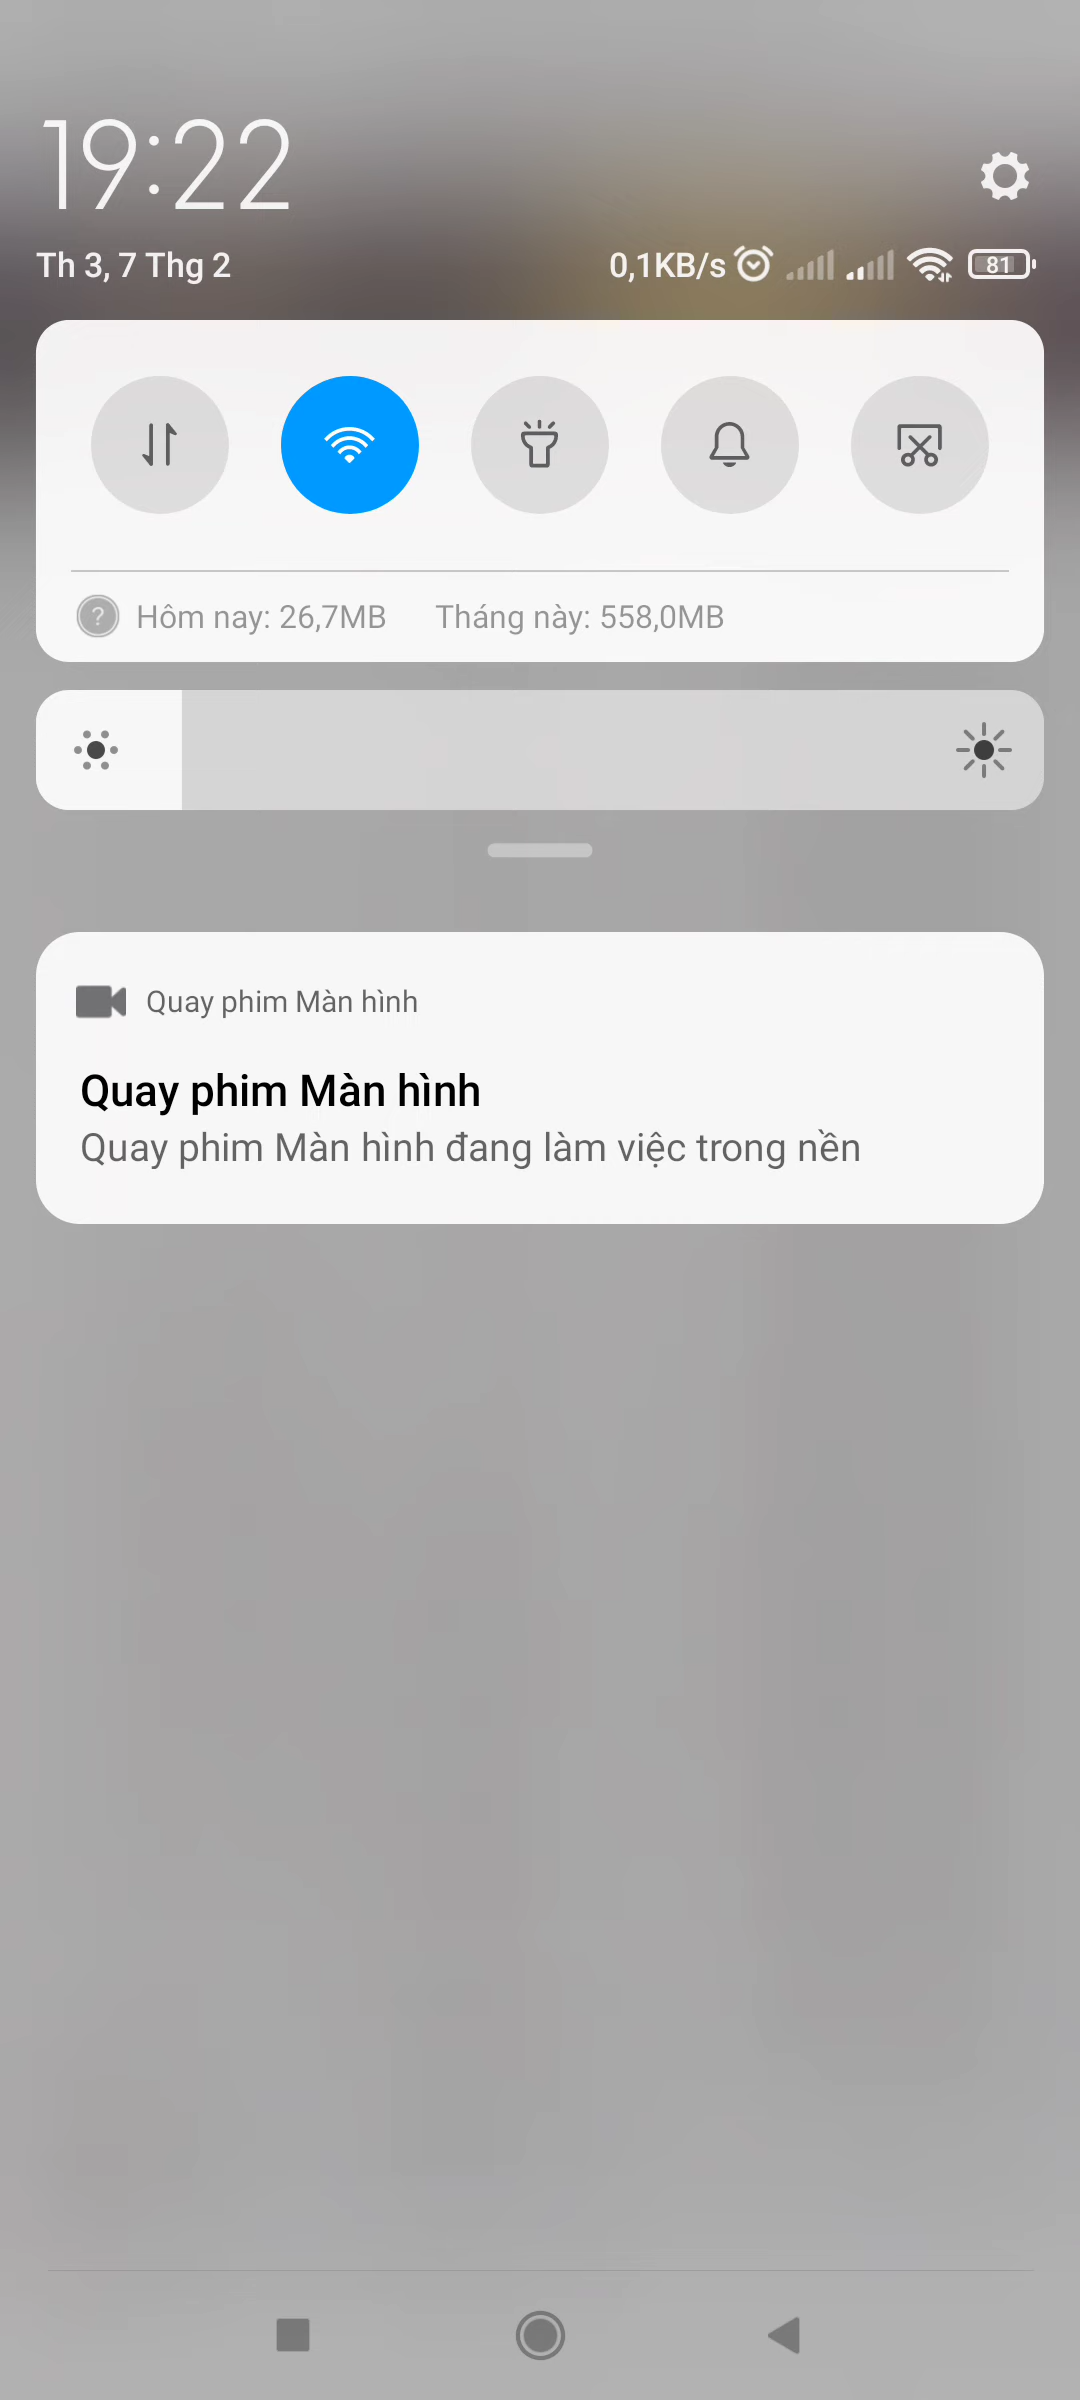 19:22
Th 3, 7 Thg 2 0,1KB/s 81
Hôm nay: 26,7MB Tháng này: 558,0MB
Quay phim Màn hình
Quay phim Màn hình
Quay phim Màn hình đang làm việc trong nền